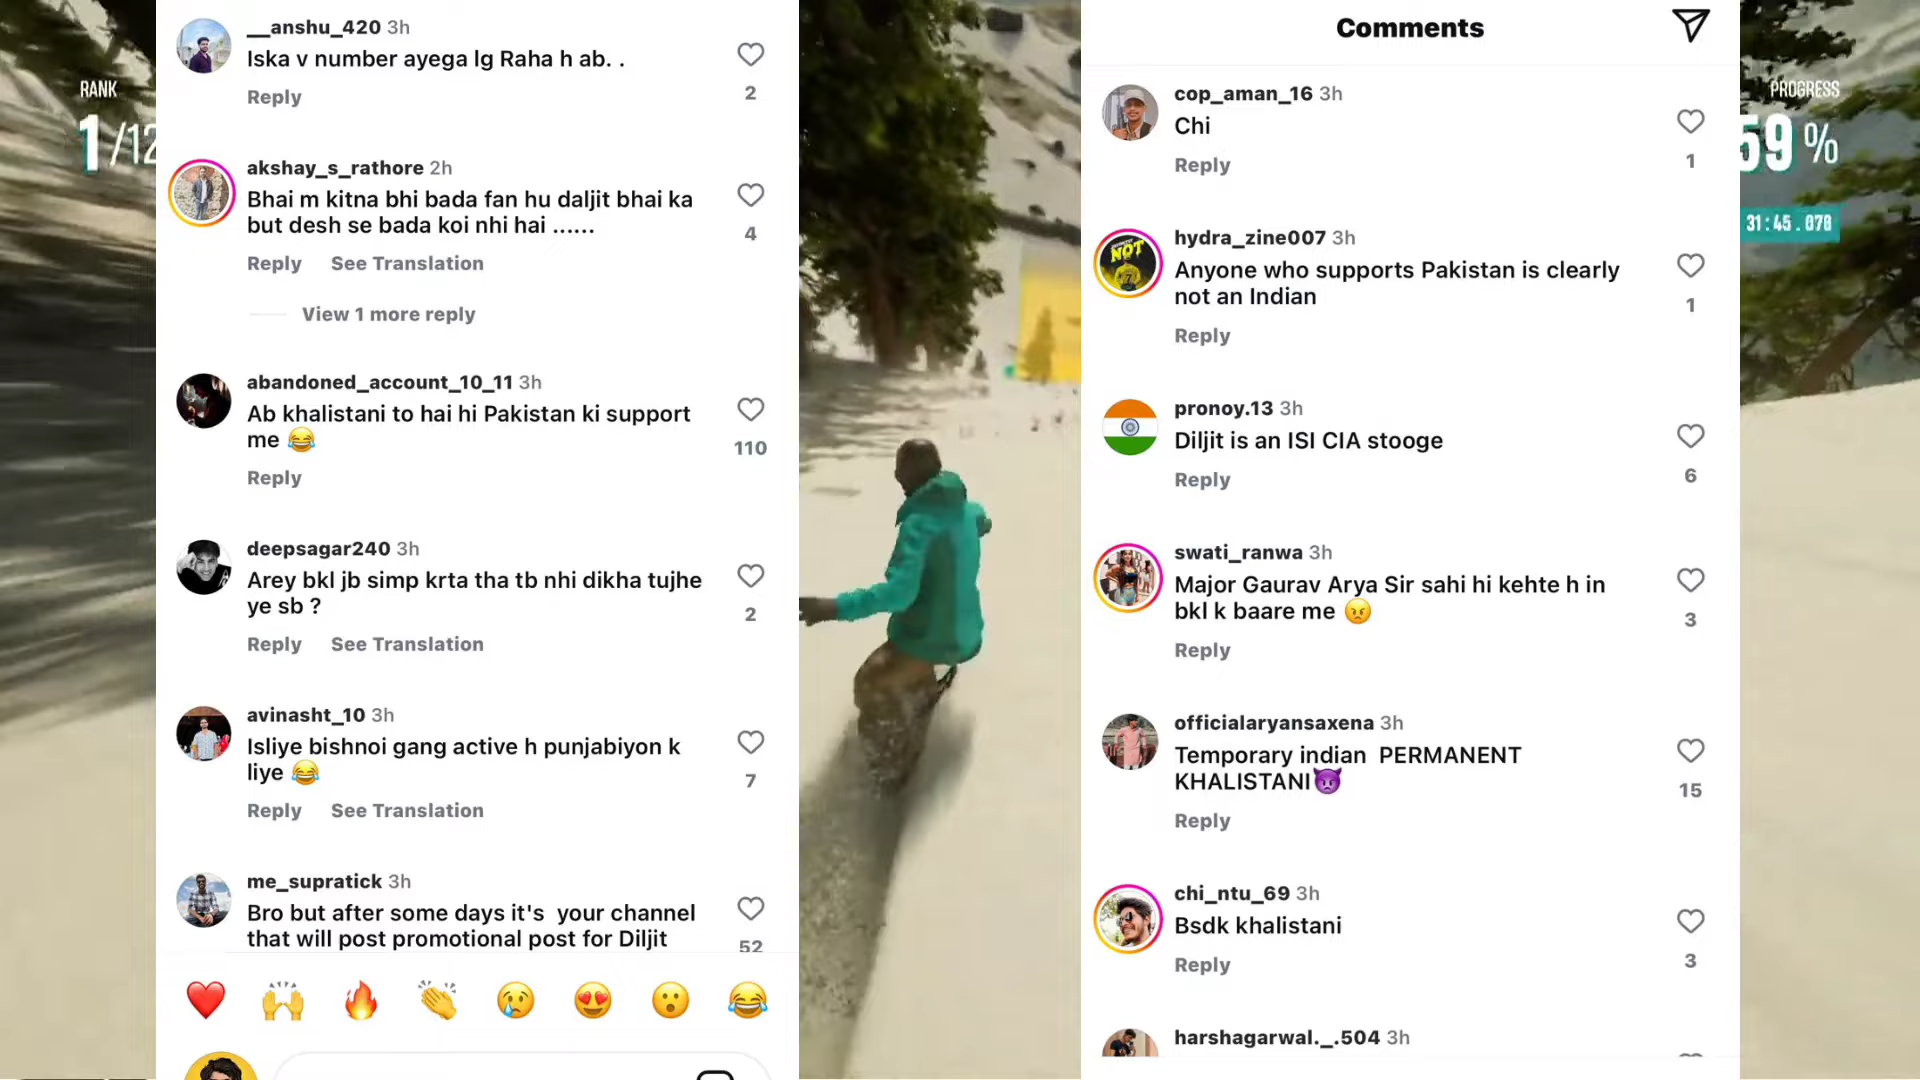 RANK
1/12
__anshu_420 3h
Iska v number ayega lg Raha h ab. .
Reply
2
akshay_s_rathore 2h
Bhai m kitna bhi bada fan hu daljit bhai ka
but desh se bada koi nhi hai ......
Reply See Translation
4
View 1 more reply
abandoned_account_10_11 3h
Ab khalistani to hai hi Pakistan ki support
me 😂
Reply
110
deepsagar240 3h
Arey bkl jb simp krta tha tb nhi dikha tujhe
ye sb ?
Reply See Translation
2
avinasht_10 3h
Isliye bishnoi gang active h punjabiyon k
liye 😂
Reply See Translation
7
me_supratick 3h
Bro but after some days it's  your channel
that will post promotional post for Diljit
52
Comments
cop_aman_16 3h
Chi
Reply
1
hydra_zine007 3h
Anyone who supports Pakistan is clearly
not an Indian
Reply
1
NOT
7
pronoy.13 3h
Diljit is an ISI CIA stooge
Reply
6
swati_ranwa 3h
Major Gaurav Arya Sir sahi hi kehte h in
bkl k baare me 😠
Reply
3
officialaryansaxena 3h
Temporary indian  PERMANENT
KHALISTANI👿
Reply
15
chi_ntu_69 3h
Bsdk khalistani
Reply
3
harshagarwal._.504 3h
PROGRESS
59%
31:45.078